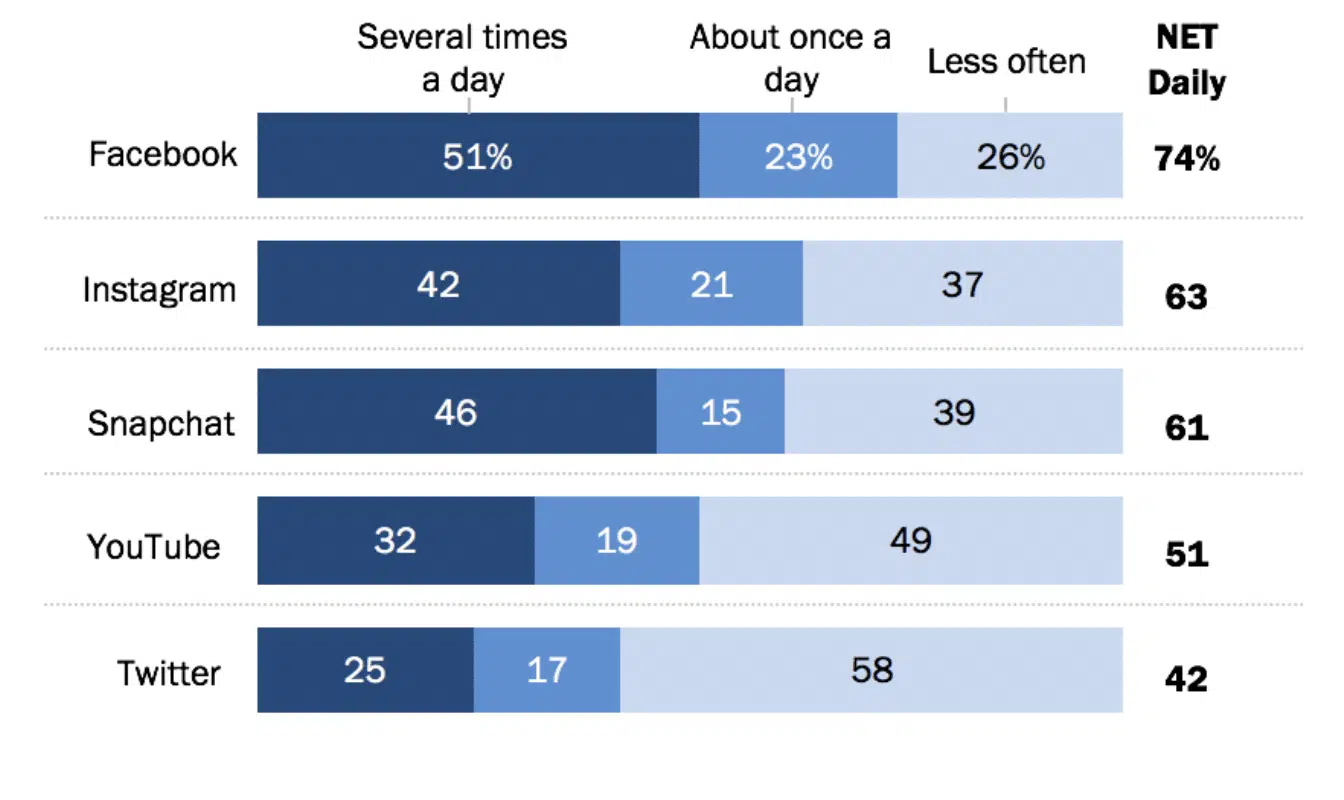 Several times
a day
About once a
day
Less often
NET
Daily
Facebook 51% 23% 26% 74%
Instagram 42 21 37 63
Snapchat 46 15 39 61
YouTube 32 19 49 51
Twitter 25 17 58 42